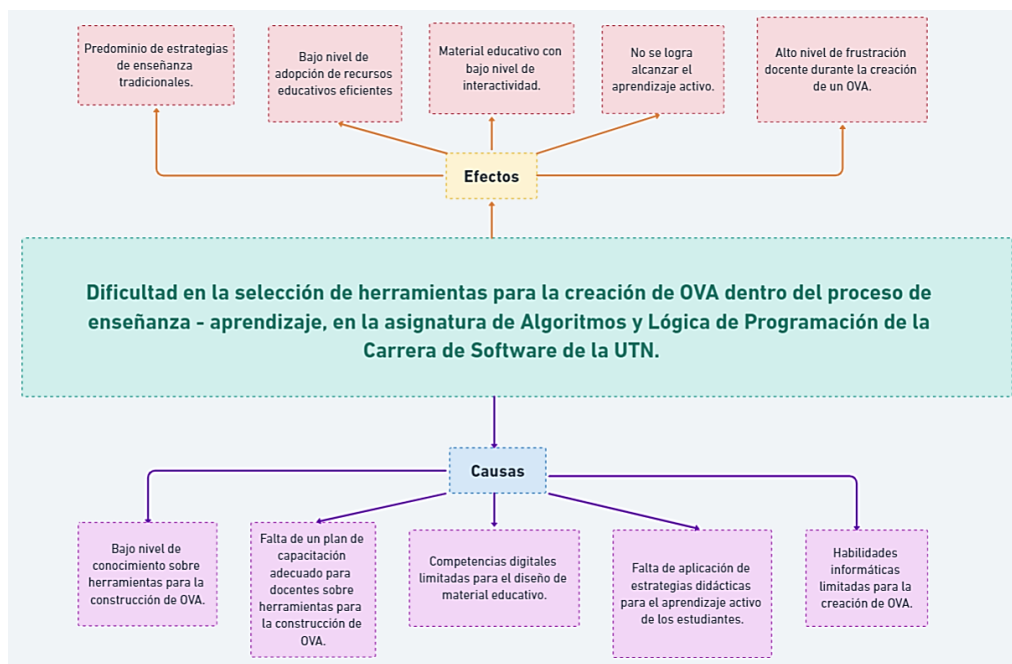 Predominio de estrategias
de enseñanza
tradicionales.
Bajo nivel de
adopción de recursos
educativos eficientes
Material educativo con
bajo nivel de
interactividad.
No se logra
alcanzar el
aprendizaje activo.
Alto nivel de frustración
docente durante la creación
de un OVA.
Efectos
Dificultad en la selección de herramientas para la creación de OVA dentro del proceso de
enseñanza - aprendizaje, en la asignatura de Algoritmos y Lógica de Programación de la
Carrera de Software de la UTN.
Causas
Bajo nivel de
conocimiento sobre
herramientas para la
construcción de OVA.
Falta de un plan de
capacitación
adecuado para
docentes sobre
herramientas para
la construcción de
OVA.
Competencias digitales
limitadas para el diseño de
material educativo.
Falta de aplicación de
estrategias didácticas
para el aprendizaje activo
de los estudiantes.
Habilidades
informáticas
limitadas para la
creación de OVA.